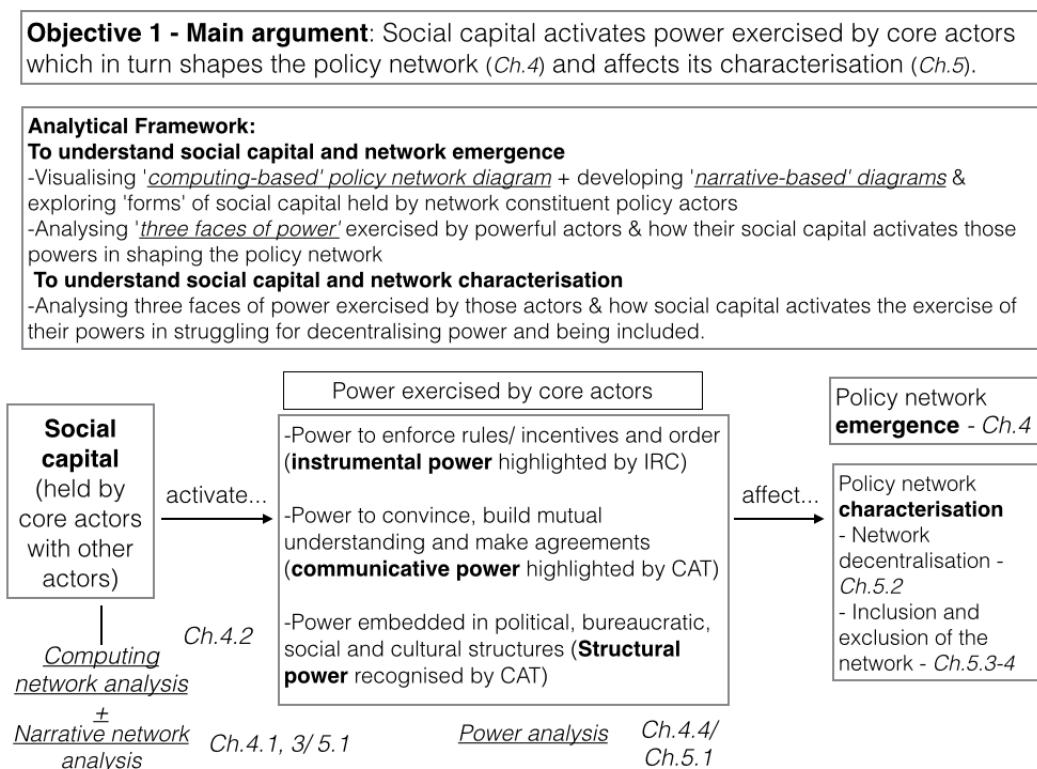 Objective 1 - Main argument: Social capital activates power exercised by core actors
which in turn shapes the policy network (Ch.4) and affects its characterisation (Ch.5).
Analytical Framework:
To understand social capital and network emergence
-Visualising 'computing-based' policy network diagram + developing 'narrative-based' diagrams &
exploring 'forms' of social capital held by network constituent policy actors
-Analysing 'three faces of power' exercised by powerful actors & how their social capital activates those
powers in shaping the policy network
To understand social capital and network characterisation
-Analysing three faces of power exercised by those actors & how social capital activates the exercise of
their powers in struggling for decentralising power and being included.
Social
capital
(held by
core actors
with other
actors)
activate...
Power exercised by core actors
-Power to enforce rules/ incentives and order
(instrumental power highlighted by IRC)
-Power to convince, build mutual
understanding and make agreements
(communicative power highlighted by CAT)
-Power embedded in political, bureaucratic,
social and cultural structures (Structural
power recognised by CAT)
affect...
Policy network
emergence - Ch.4
Policy network
characterisation
- Network
decentralisation -
Ch.5.2
- Inclusion and
exclusion of the
network - Ch.5.3-4
Computing
network analysis
±
Narrative network
analysis
Ch.4.2
Ch.4.1, 3/ 5.1
Power analysis
Ch.4.4/
Ch.5.1